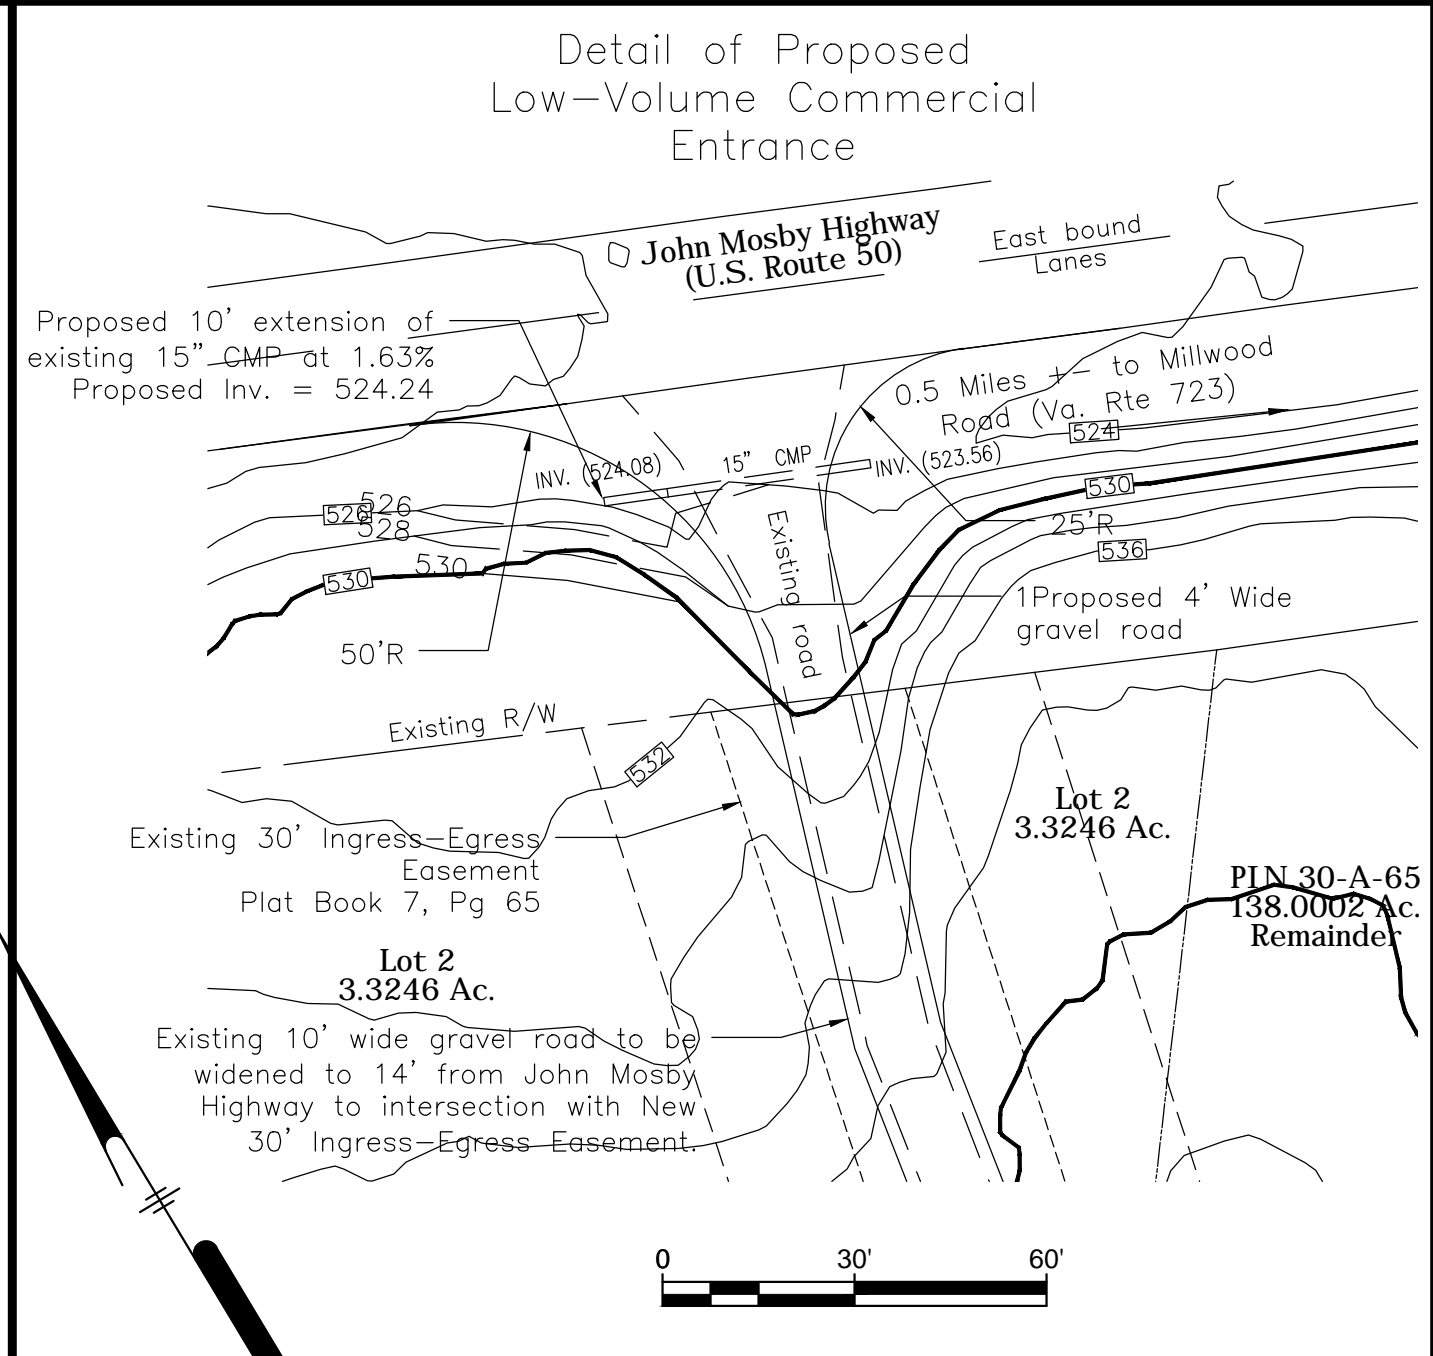 Detail of Proposed
Low-Volume Commercial
Entrance
John Mosby Highway
(U.S. Route 50)
East bound
Lanes
Proposed 10' extension of
existing 15" CMP at 1.63%
Proposed Inv. = 524.24
0.5 Miles +- to Millwood
Road (Va. Rte 723)
524
INV. (524.08)
15" CMP
INV. (523.56)
526
526
528
530
530
530
25'R
536
Existing road
50'R
1Proposed 4' Wide
gravel road
Existing R/W
532
Existing 30' Ingress-Egress
Easement
Plat Book 7, Pg 65
Lot 2
3.3246 Ac.
PIN 30-A-65
138.0002 Ac.
Remainder
Lot 2
3.3246 Ac.
Existing 10' wide gravel road to be
widened to 14' from John Mosby
Highway to intersection with New
30' Ingress-Egress Easement.
0 30' 60'